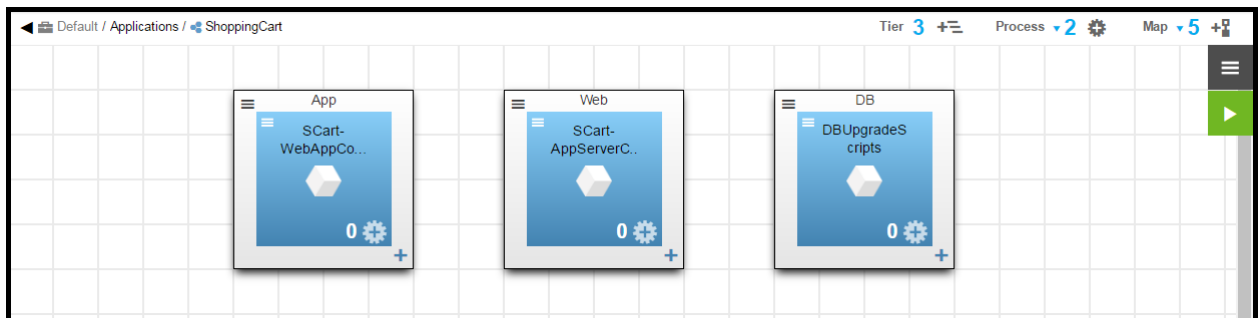 Default / Applications / ShoppingCart
Tier 3 Process 2 Map 5
App
SCart-
WebAppCo...
0
Web
SCart-
AppServerC..
0
DB
DBUpgradeS
cripts
0